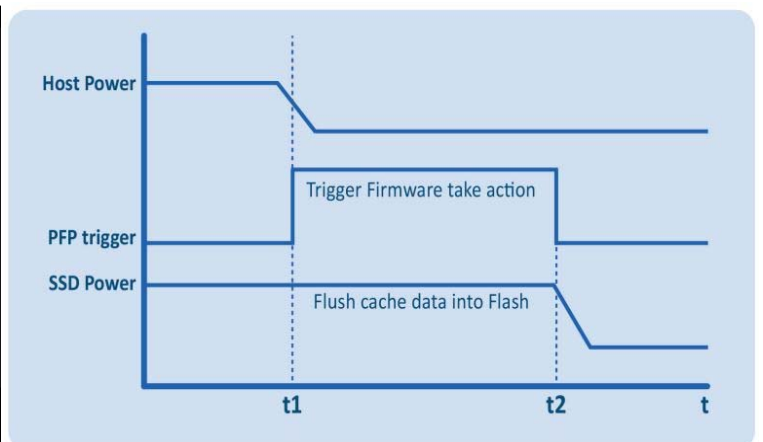 Host Power
Trigger Firmware take action
PFP trigger
SSD Power
Flush cache data into Flash
t1 t2 t